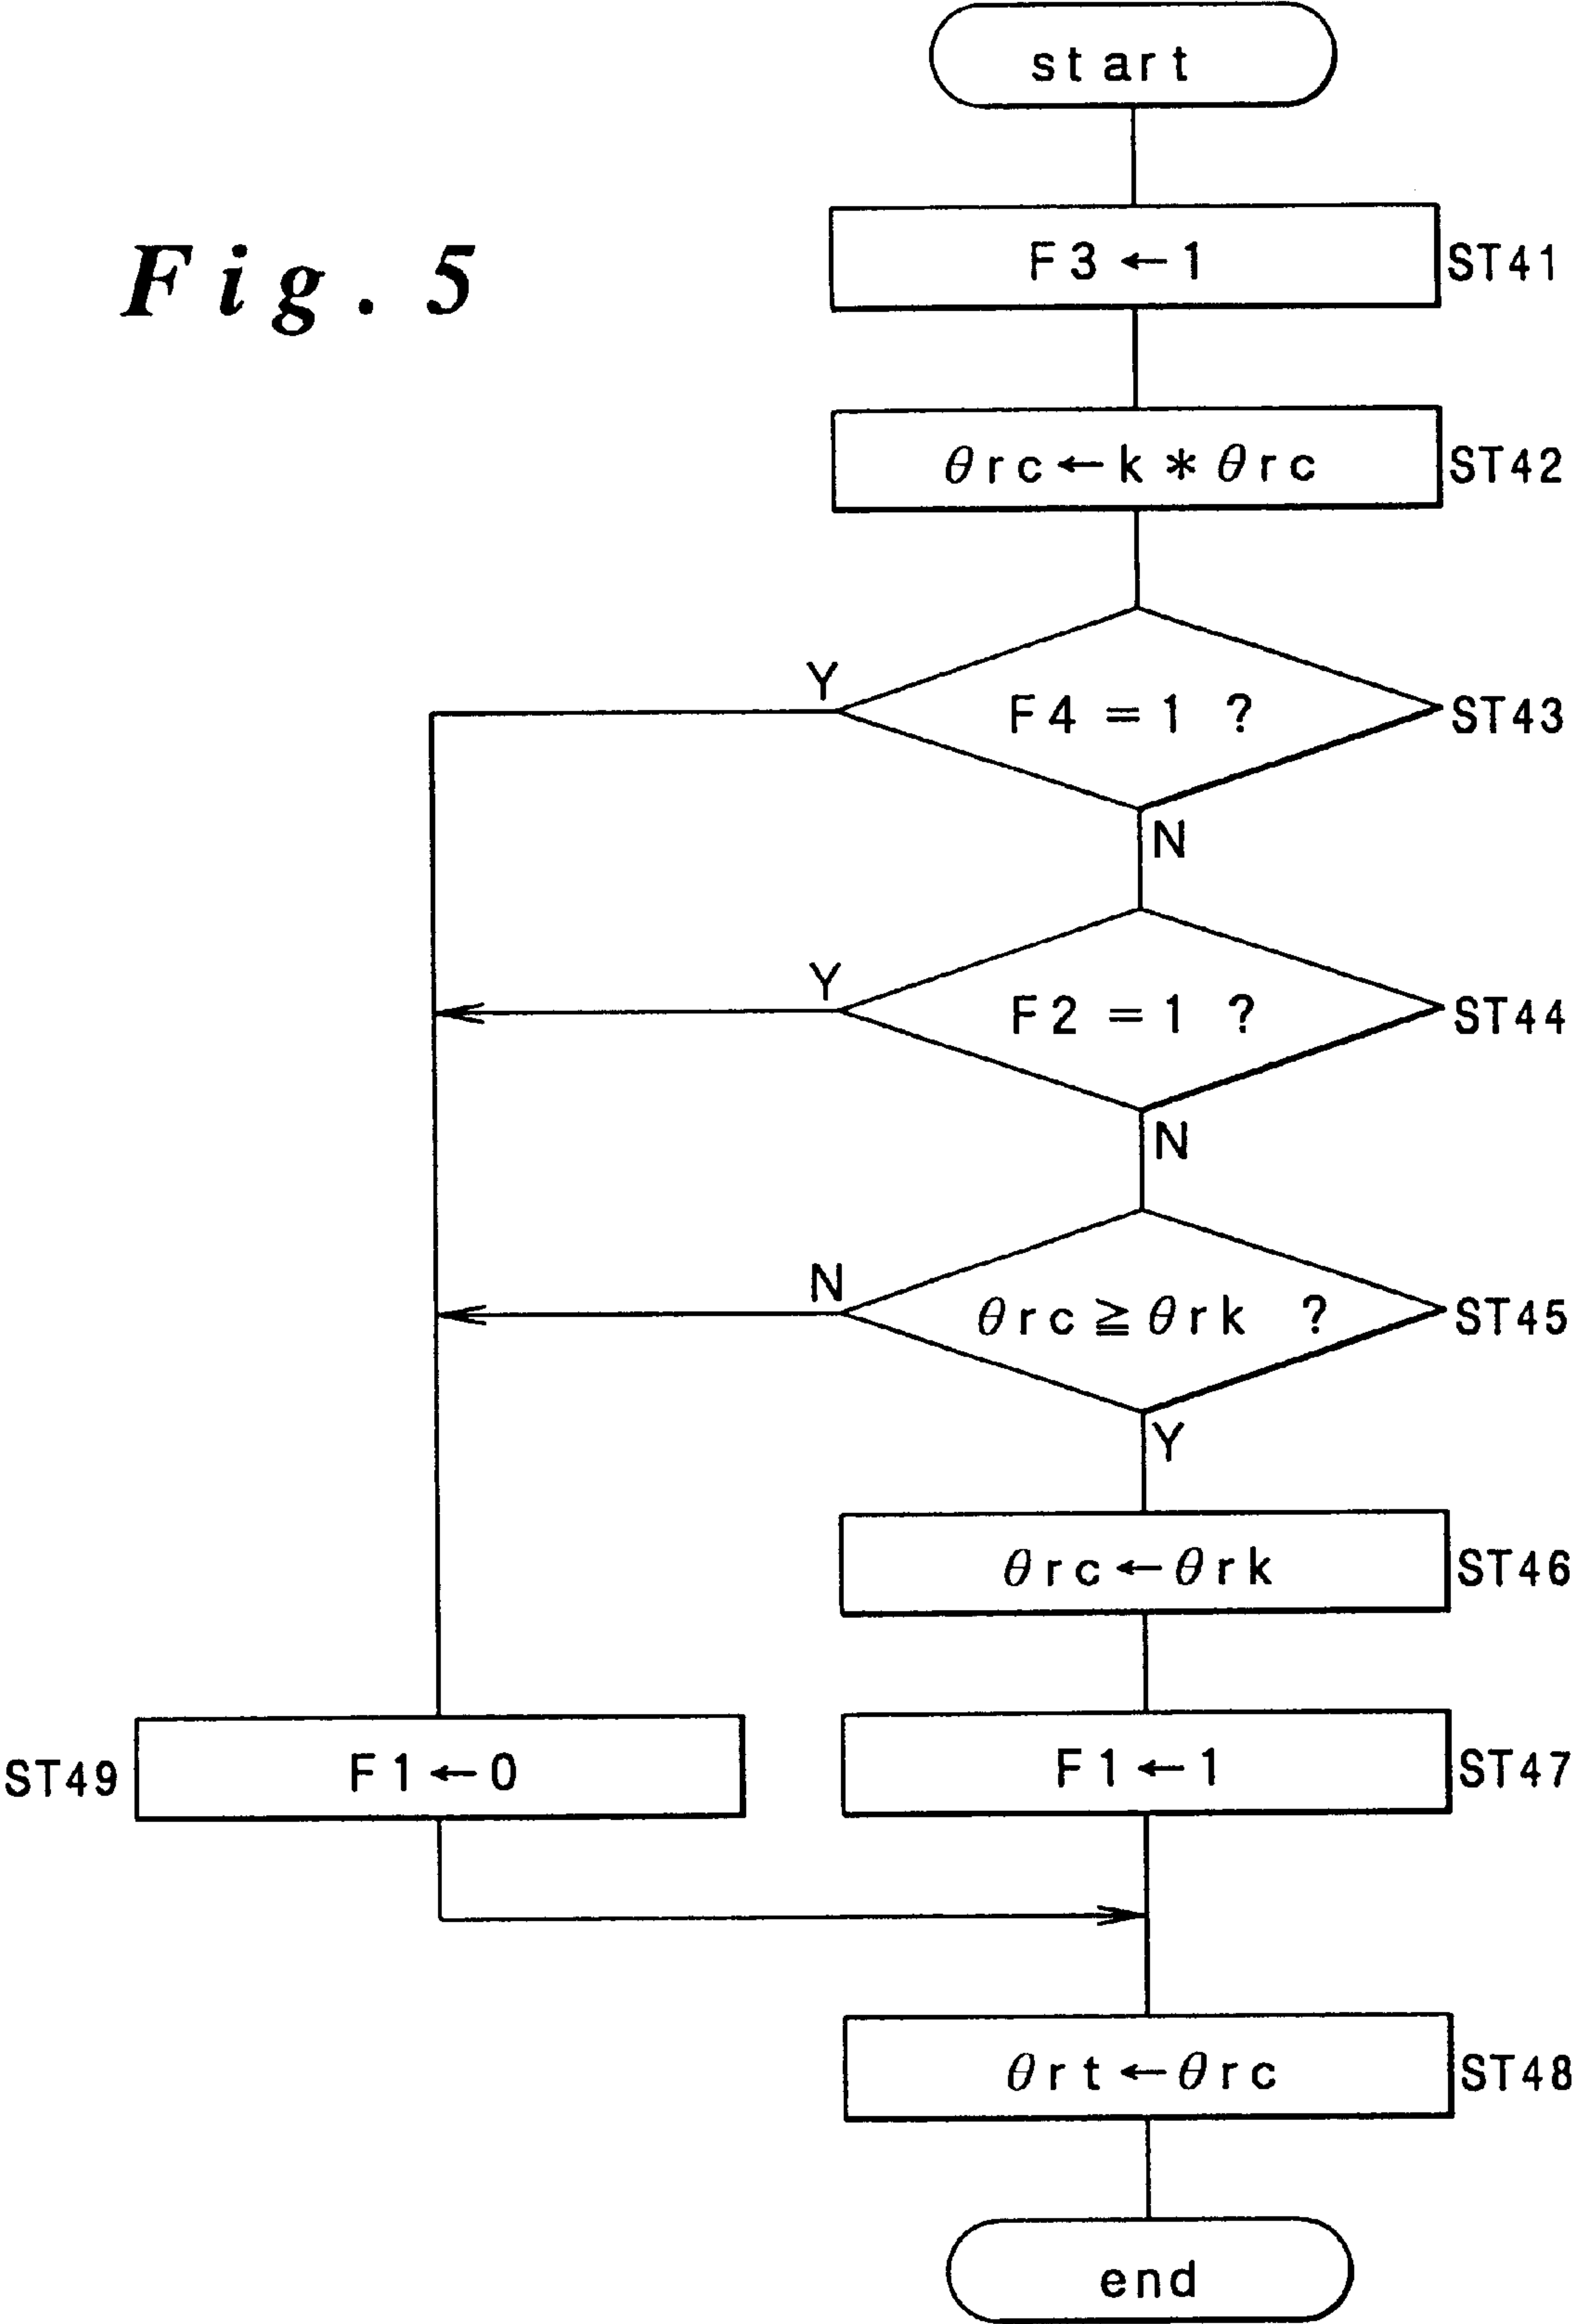 start
Fig. 5
F3←1 ST41
θrc←k*θrc ST42
Y
F4=1 ? ST43
N
Y
F2=1 ? ST44
N
N
θrc≧θrk ? ST45
Y
θrc←θrk ST46
ST49 F1←0
F1←1 ST47
θrt←θrc ST48
end